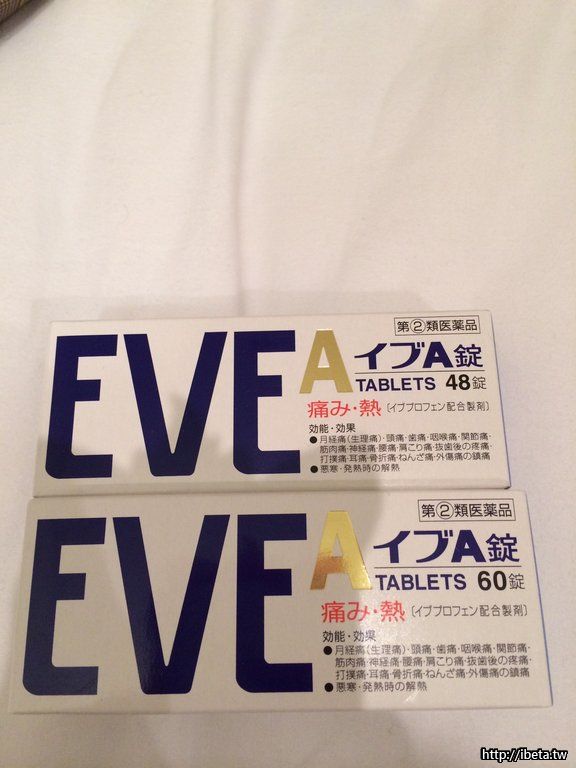 第②類医薬品
EVE A イブA錠
TABLETS 48錠
痛み・熱 〔イブプロフェン配合製剤〕
効能・効果
●月経痛(生理痛)・頭痛・歯痛・咽喉痛・関節痛・
筋肉痛・神経痛・腰痛・肩こり痛・抜歯後の疼痛・
打撲痛・耳痛・骨折痛・ねんざ痛・外傷痛の鎮痛
●悪寒・発熱時の解熱
第②類医薬品
EVE A イブA錠
TABLETS 60錠
痛み・熱 〔イブプロフェン配合製剤〕
効能・効果
●月経痛(生理痛)・頭痛・歯痛・咽喉痛・関節痛・
筋肉痛・神経痛・腰痛・肩こり痛・抜歯後の疼痛・
打撲痛・耳痛・骨折痛・ねんざ痛・外傷痛の鎮痛
●悪寒・発熱時の解熱
http://ibeta.tw